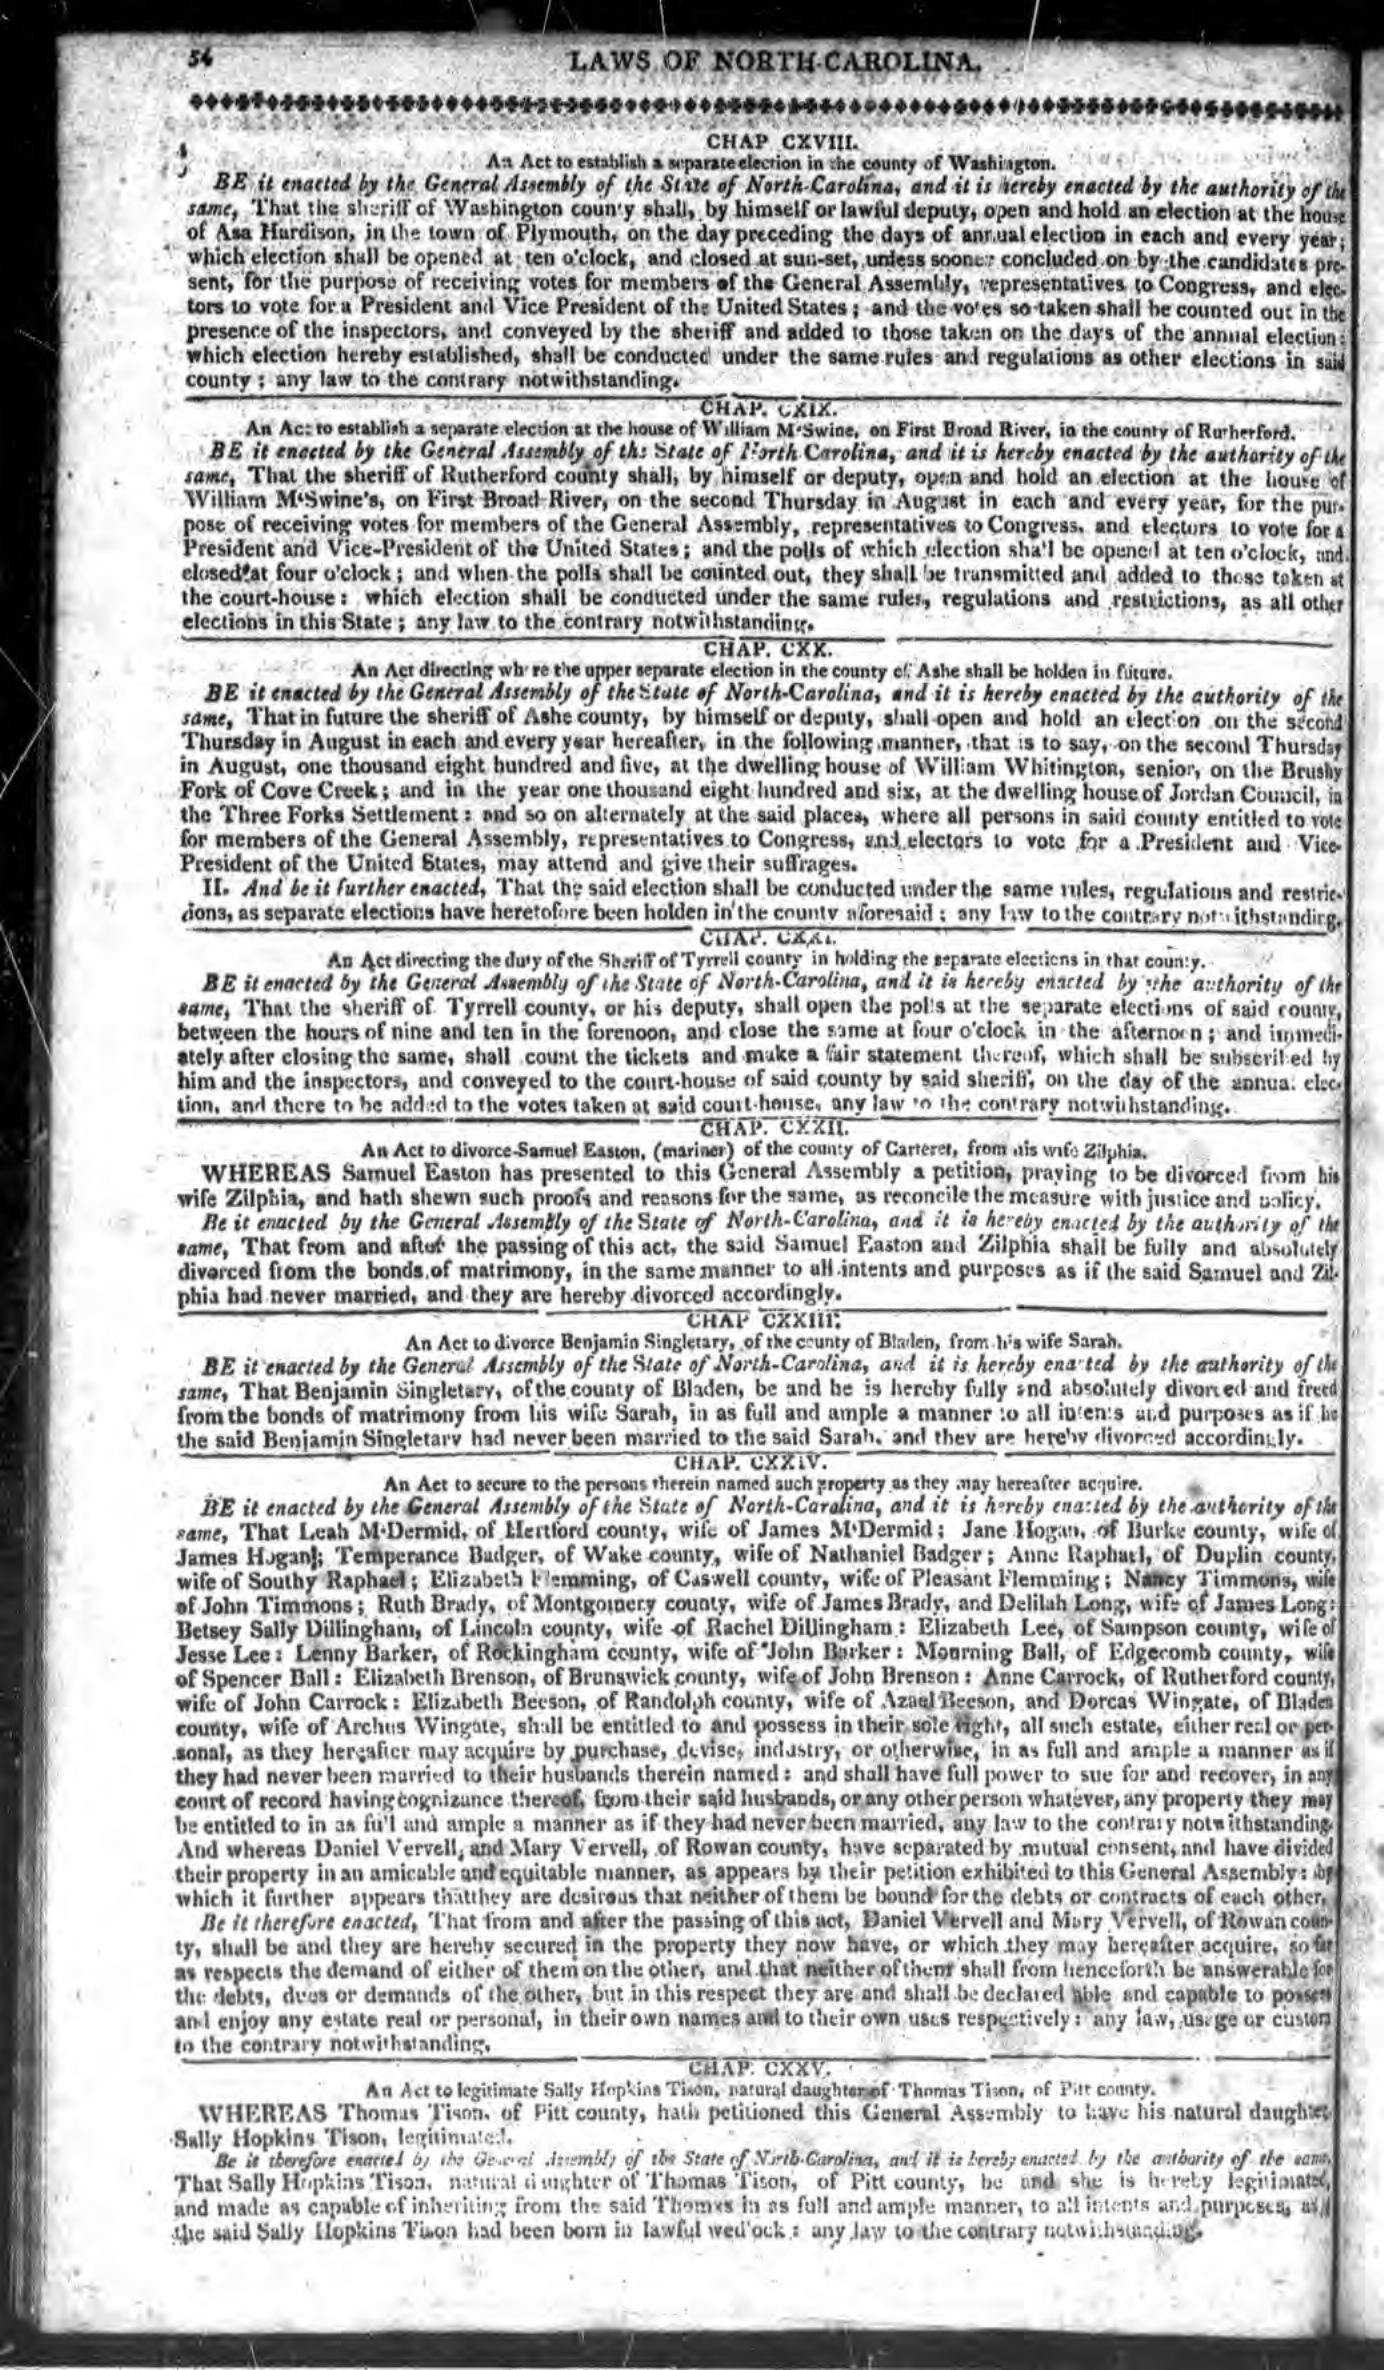 54
LAWS OF NORTH-CAROLINA.
CHAP CXVIII.
An Act to establish a separate election in the county of Washington.
BE it enacted by the General Assembly of the State of North-Carolina, and it is hereby enacted by the authority of the
same, That the sheriff of Washington county shall, by himself or lawful deputy, open and hold an election at the house
of Asa Hardison, in the town of Plymouth, on the day preceding the days of annual election in each and every year;
which election shall be opened at ten o'clock, and closed at sun-set, unless sooner concluded on by the candidates pre-
sent, for the purpose of receiving votes for members of the General Assembly, representatives to Congress, and elec-
tors to vote for a President and Vice President of the United States; and the votes so taken shall be counted out in the
presence of the inspectors, and conveyed by the sheriff and added to those taken on the days of the annual election:
which election hereby established, shall be conducted under the same rules and regulations as other elections in said
county; any law to the contrary notwithstanding.
CHAP. CXIX.
An Act to establish a separate election at the house of William M'Swine, on First Broad River, in the county of Rutherford.
BE it enacted by the General Assembly of the State of North Carolina, and it is hereby enacted by the authority of the
same, That the sheriff of Rutherford county shall, by himself or deputy, open and hold an election at the house of
William M'Swine's, on First Broad River, on the second Thursday in August in each and every year, for the pur-
pose of receiving votes for members of the General Assembly, representatives to Congress, and electors to vote for a
President and Vice-President of the United States; and the polls of which election shall be opened at ten o'clock, and
closed at four o'clock; and when the polls shall be counted out, they shall be transmitted and added to those taken at
the court-house: which election shall be conducted under the same rules, regulations and restrictions, as all other
elections in this State; any law to the contrary notwithstanding.
CHAP. CXX.
An Act directing where the upper separate election in the county of Ashe shall be holden in future.
BE it enacted by the General Assembly of the State of North-Carolina, and it is hereby enacted by the authority of the
same, That in future the sheriff of Ashe county, by himself or deputy, shall open and hold an election on the second
Thursday in August in each and every year hereafter, in the following manner, that is to say, on the second Thursday
in August, one thousand eight hundred and five, at the dwelling house of William Whitington, senior, on the Brushy
Fork of Cove Creek; and in the year one thousand eight hundred and six, at the dwelling house of Jordan Council, in
the Three Forks Settlement: and so on alternately at the said places, where all persons in said county entitled to vote
for members of the General Assembly, representatives to Congress, and electors to vote for a President and Vice-
President of the United States, may attend and give their suffrages.
II. And be it further enacted, That the said election shall be conducted under the same rules, regulations and restric-
tions, as separate elections have heretofore been holden in the county aforesaid; any law to the contrary notwithstanding.
CHAP. CXXI.
An Act directing the duty of the Sheriff of Tyrrell county in holding the separate elections in that county.
BE it enacted by the General Assembly of the State of North-Carolina, and it is hereby enacted by the authority of the
same, That the sheriff of Tyrrell county, or his deputy, shall open the polls at the separate elections of said county,
between the hours of nine and ten in the forenoon, and close the same at four o'clock in the afternoon; and immedi-
ately after closing the same, shall count the tickets and make a fair statement thereof, which shall be subscribed by
him and the inspectors, and conveyed to the court-house of said county by said sheriff, on the day of the annual elec-
tion, and there to be added to the votes taken at said court-house, any law to the contrary notwithstanding.
CHAP. CXXII.
An Act to divorce Samuel Easton, (mariner) of the county of Carteret, from his wife Zilphia.
WHEREAS Samuel Easton has presented to this General Assembly a petition, praying to be divorced from his
wife Zilphia, and hath shewn such proofs and reasons for the same, as reconcile the measure with justice and policy.
Be it enacted by the General Assembly of the State of North-Carolina, and it is hereby enacted by the authority of the
same, That from and after the passing of this act, the said Samuel Easton and Zilphia shall be fully and absolutely
divorced from the bonds of matrimony, in the same manner to all intents and purposes as if the said Samuel and Zil-
phia had never married, and they are hereby divorced accordingly.
CHAP CXXIII.
An Act to divorce Benjamin Singletary, of the county of Bladen, from his wife Sarah.
BE it enacted by the General Assembly of the State of North-Carolina, and it is hereby enacted by the authority of the
same, That Benjamin Singletary, of the county of Bladen, be and he is hereby fully and absolutely divorced and freed
from the bonds of matrimony from his wife Sarah, in as full and ample a manner to all intents and purposes as if he
the said Benjamin Singletary had never been married to the said Sarah, and they are hereby divorced accordingly.
CHAP. CXXIV.
An Act to secure to the persons therein named such property as they may hereafter acquire.
BE it enacted by the General Assembly of the State of North-Carolina, and it is hereby enacted by the authority of the
same, That Leah M'Dermid, of Hertford county, wife of James M'Dermid; Jane Hogan, of Burke county, wife of
James Hogan; Temperance Badger, of Wake county, wife of Nathaniel Badger; Anne Raphael, of Duplin county,
wife of Southy Raphael; Elizabeth Flemming, of Caswell county, wife of Pleasant Flemming; Nancy Timmons, wife
of John Timmons; Ruth Brady, of Montgomery county, wife of James Brady, and Delilah Long, wife of James Long:
Betsey Sally Dillingham, of Lincoln county, wife of Rachel Dillingham: Elizabeth Lee, of Sampson county, wife of
Jesse Lee: Lenny Barker, of Rockingham county, wife of John Barker: Mourning Ball, of Edgecomb county, wife
of Spencer Ball: Elizabeth Brenson, of Brunswick county, wife of John Brenson: Anne Carrock, of Rutherford county,
wife of John Carrock: Elizabeth Beeson, of Randolph county, wife of Azael Beeson, and Dorcas Wingate, of Bladen
county, wife of Archus Wingate, shall be entitled to and possess in their sole right, all such estate, either real or per-
sonal, as they hereafter may acquire by purchase, devise, industry, or otherwise, in as full and ample a manner as if
they had never been married to their husbands therein named: and shall have full power to sue for and recover, in any
court of record having cognizance thereof, from their said husbands, or any other person whatever, any property they may
be entitled to in as full and ample a manner as if they had never been married, any law to the contrary notwithstanding.
And whereas Daniel Vervell, and Mary Vervell, of Rowan county, have separated by mutual consent, and have divided
their property in an amicable and equitable manner, as appears by their petition exhibited to this General Assembly: by
which it further appears thatthey are desirous that neither of them be bound for the debts or contracts of each other,
Be it therefore enacted, That from and after the passing of this act, Daniel Vervell and Mary Vervell, of Rowan coun-
ty, shall be and they are hereby secured in the property they now have, or which they may hereafter acquire, so far
as respects the demand of either of them on the other, and that neither of them shall from henceforth be answerable for
the debts, dues or demands of the other, but in this respect they are and shall be declared able and capable to possess
and enjoy any estate real or personal, in their own names and to their own uses respectively: any law, usage or custom
to the contrary notwithstanding.
CHAP. CXXV.
An Act to legitimate Sally Hopkins Tison, natural daughter of Thomas Tison, of Pitt county.
WHEREAS Thomas Tison, of Pitt county, hath petitioned this General Assembly to have his natural daughter
Sally Hopkins Tison, legitimated.
Be it therefore enacted by the General Assembly of the State of North-Carolina, and it is hereby enacted by the authority of the same,
That Sally Hopkins Tison, natural daughter of Thomas Tison, of Pitt county, be and she is hereby legitimated,
and made as capable of inheriting from the said Thomas in as full and ample manner, to all intents and purposes, as if
the said Sally Hopkins Tison had been born in lawful wedlock: any law to the contrary notwithstanding.